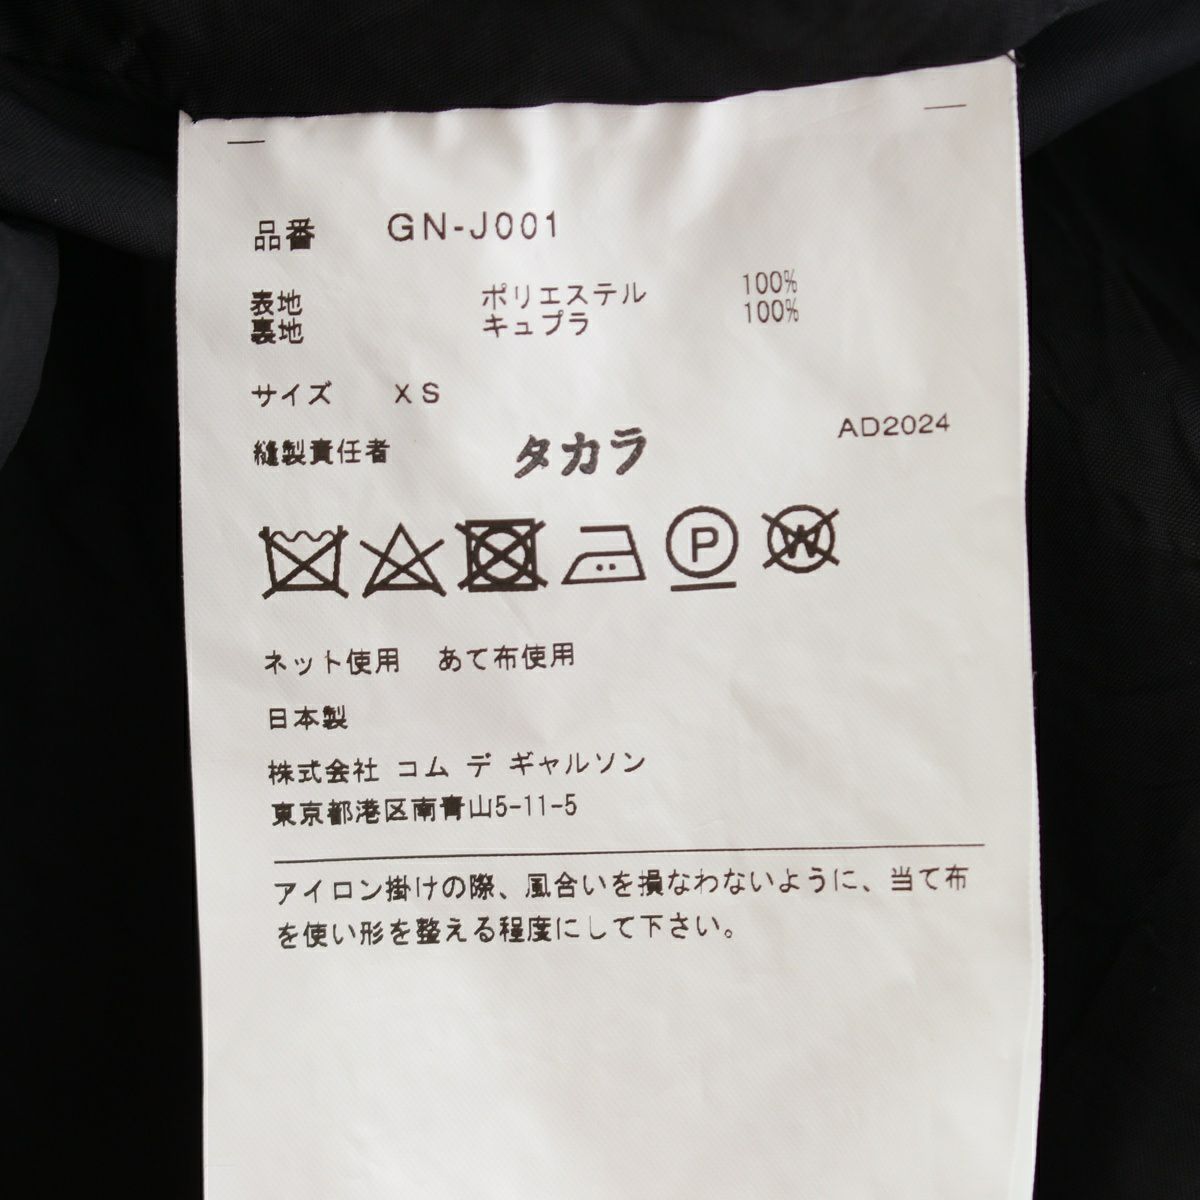 品番 GN-J001
表地 ポリエステル 100%
裏地 キュプラ 100%
サイズ XS
縫製責任者 タカラ AD2024
P W
ネット使用 あて布使用
日本製
株式会社 コム デ ギャルソン
東京都港区南青山5-11-5
アイロン掛けの際、風合いを損なわないように、当て布
を使い形を整える程度にして下さい。